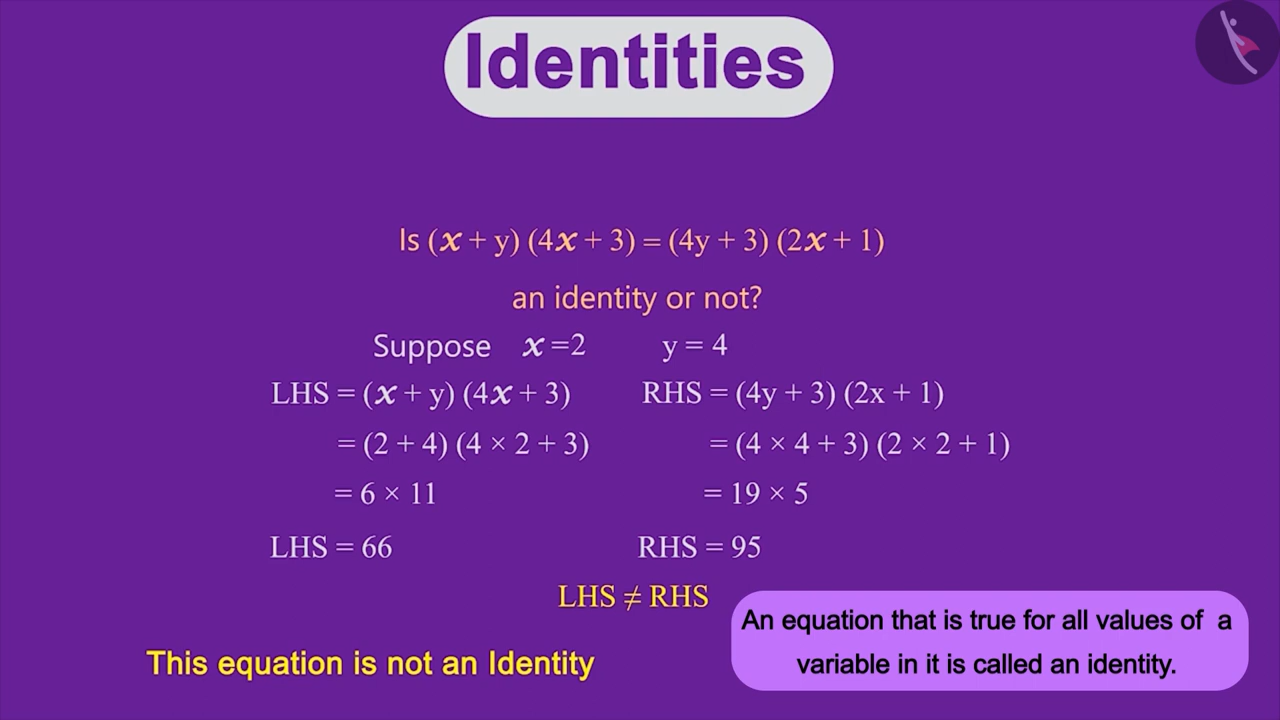 Identities
Is (x + y) (4x + 3) = (4y + 3) (2x + 1)
an identity or not?
Suppose x =2 y = 4
LHS = (x + y) (4x + 3) RHS = (4y + 3) (2x + 1)
= (2 + 4) (4 × 2 + 3) = (4 × 4 + 3) (2 × 2 + 1)
= 6 × 11 = 19 × 5
LHS = 66 RHS = 95
LHS ≠ RHS
This equation is not an Identity
An equation that is true for all values of a
variable in it is called an identity.